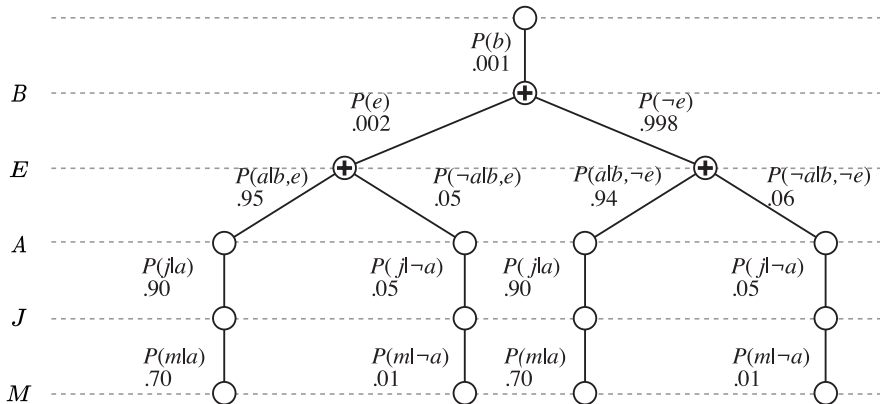 P(b)
.001
B
P(e)
.002
P(¬e)
.998
E
P(a|b,e)
.95
P(¬a|b,e)
.05
P(a|b,¬e)
.94
P(¬a|b,¬e)
.06
A
P(j|a)
.90
P(j|¬a)
.05
P(j|a)
.90
P(j|¬a)
.05
J
P(m|a)
.70
P(m|¬a)
.01
P(m|a)
.70
P(m|¬a)
.01
M